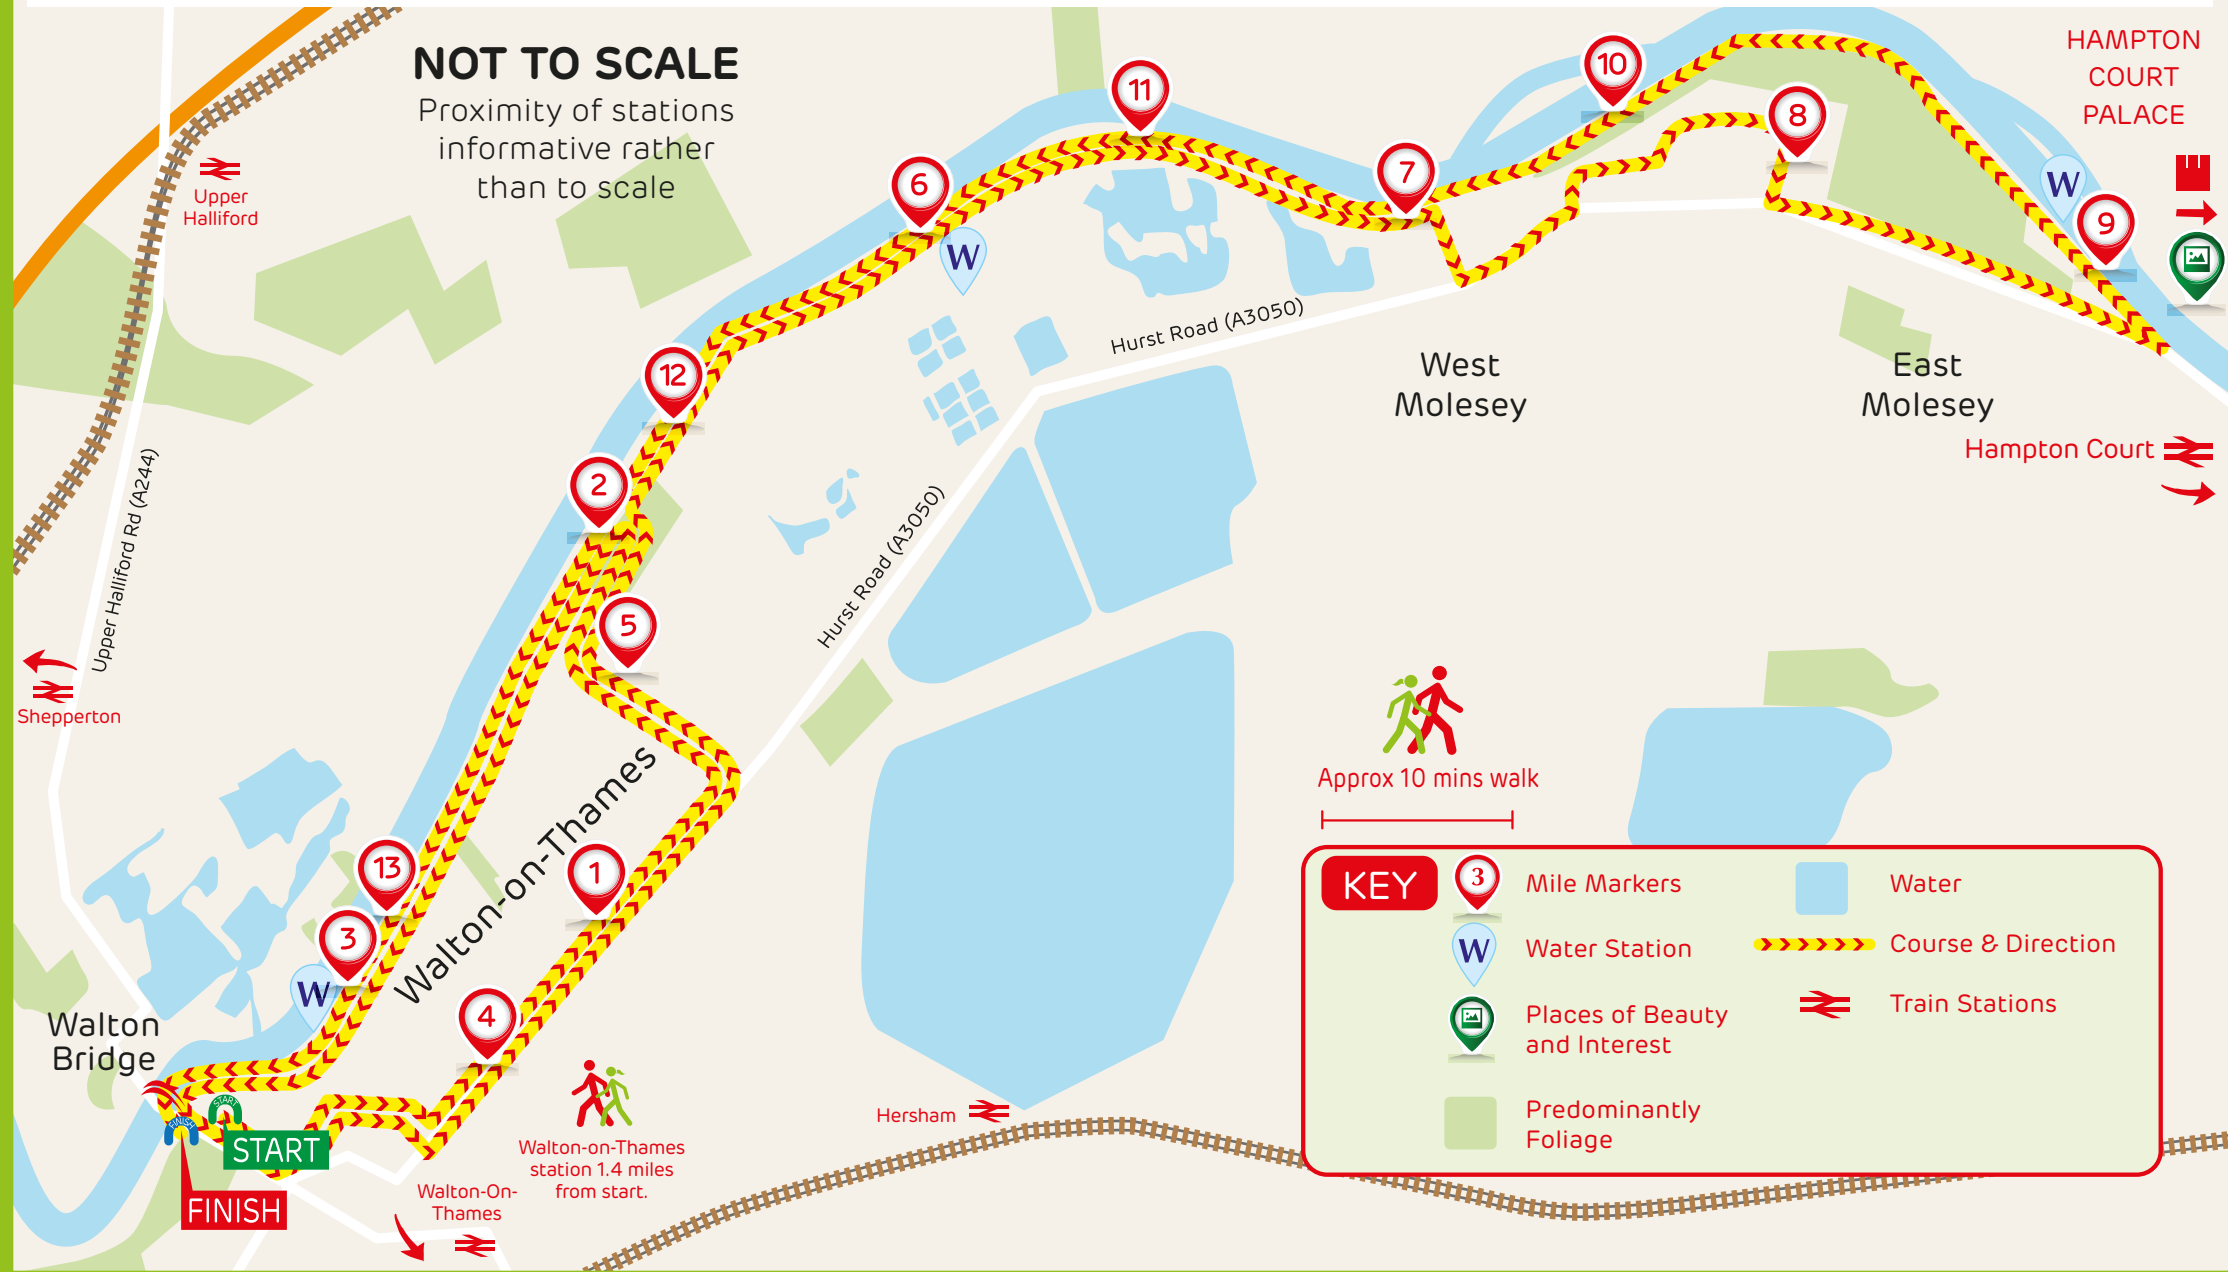 NOT TO SCALE
Proximity of stations
informative rather
than to scale
HAMPTON
COURT
PALACE
10
11
8
7
6
W
9
W
Upper
Halliford
Hurst Road (A3050)
West
Molesey
East
Molesey
Hampton Court
12
2
5
Hurst Road (A3050)
Upper Halliford Rd (A244)
Shepperton
Walton-on-Thames
13
1
3
W
4
Walton
Bridge
START
START
FINISH
FINISH
Walton-on-Thames
station 1.4 miles
from start.
Walton-On-
Thames
Hersham
Approx 10 mins walk
KEY
3
Mile Markers
W
Water Station
Places of Beauty
and Interest
Predominantly
Foliage
Water
Course & Direction
Train Stations